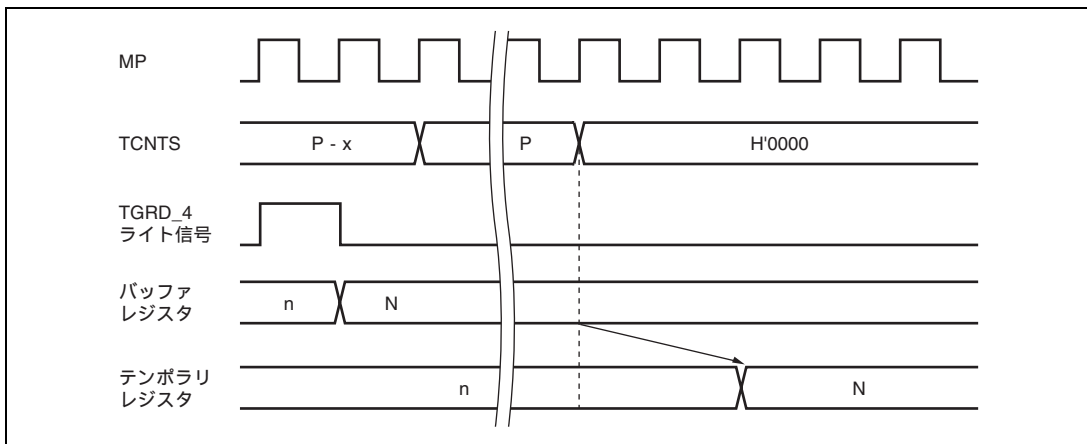 MP
TCNTS
P - x
P
H'0000
TGRD_4
ライト信号
バッファ
レジスタ
n
N
テンポラリ
レジスタ
n
N